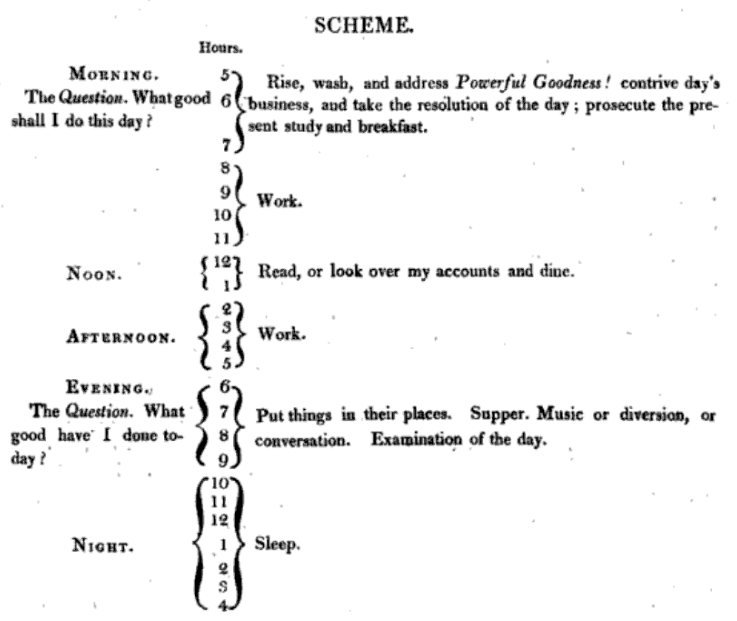 SCHEME.
Hours.
MORNING.
The Question. What good
shall I do this day?
5
6
7
Rise, wash, and address Powerful Goodness! contrive day's
business, and take the resolution of the day; prosecute the pre-
sent study and breakfast.
8
9
10
11
Work.
NOON.
12
1
Read, or look over my accounts and dine.
AFTERNOON.
2
3
4
5
Work.
EVENING.
The Question. What
good have I done to-
day?
6
7
8
9
Put things in their places. Supper. Music or diversion, or
conversation. Examination of the day.
NIGHT.
10
11
12
1
2
3
4
Sleep.